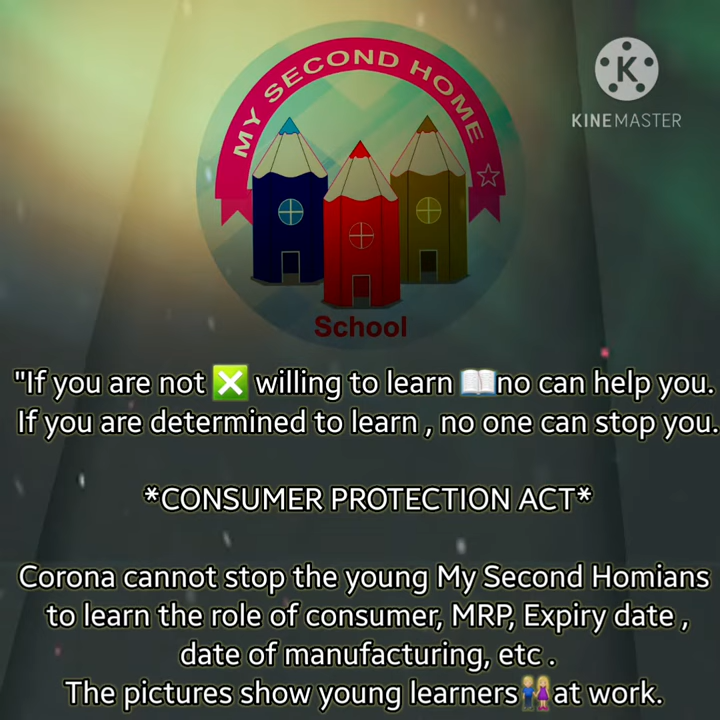 MY SECOND HOME
KINEMASTER
School
"If you are not ❎ willing to learn 📖no can help you.
If you are determined to learn , no one can stop you.
*CONSUMER PROTECTION ACT*
Corona cannot stop the young My Second Homians
to learn the role of consumer, MRP, Expiry date ,
date of manufacturing, etc .
The pictures show young learners👫at work.